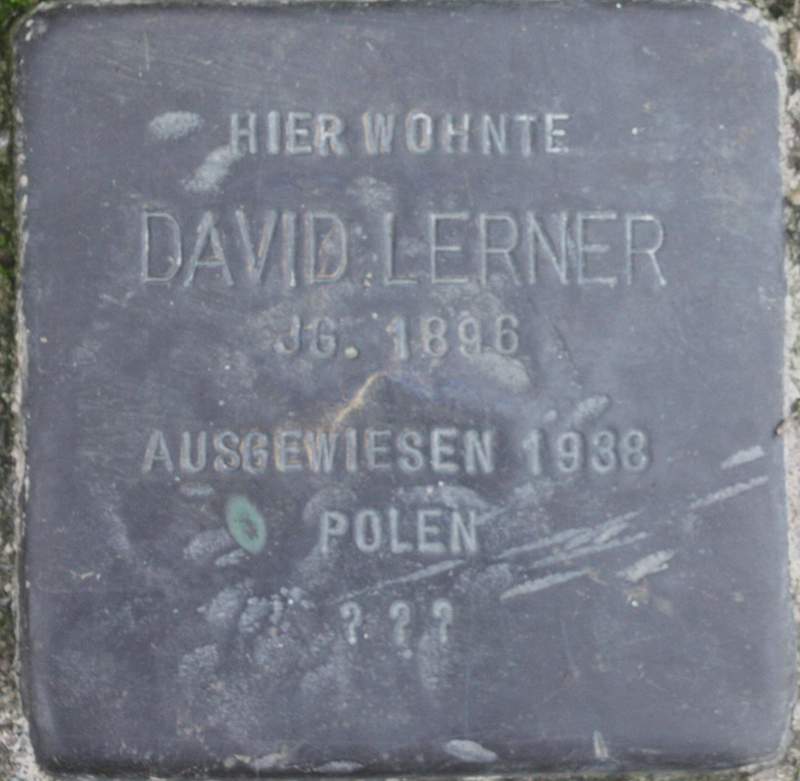 HIER WOHNTE
DAVID LERNER
JG. 1896
AUSGEWIESEN 1938
POLEN
???